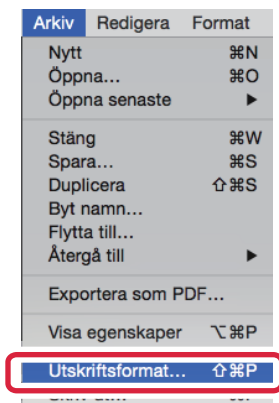 Arkiv Redigera Format
Nytt ⌘N
Öppna... ⌘O
Öppna senaste ▶
Stäng ⌘W
Spara... ⌘S
Duplicera ⇧⌘S
Byt namn...
Flytta till...
Återgå till ▶
Exportera som PDF...
Visa egenskaper ⌥⌘P
Utskriftsformat... ⇧⌘P